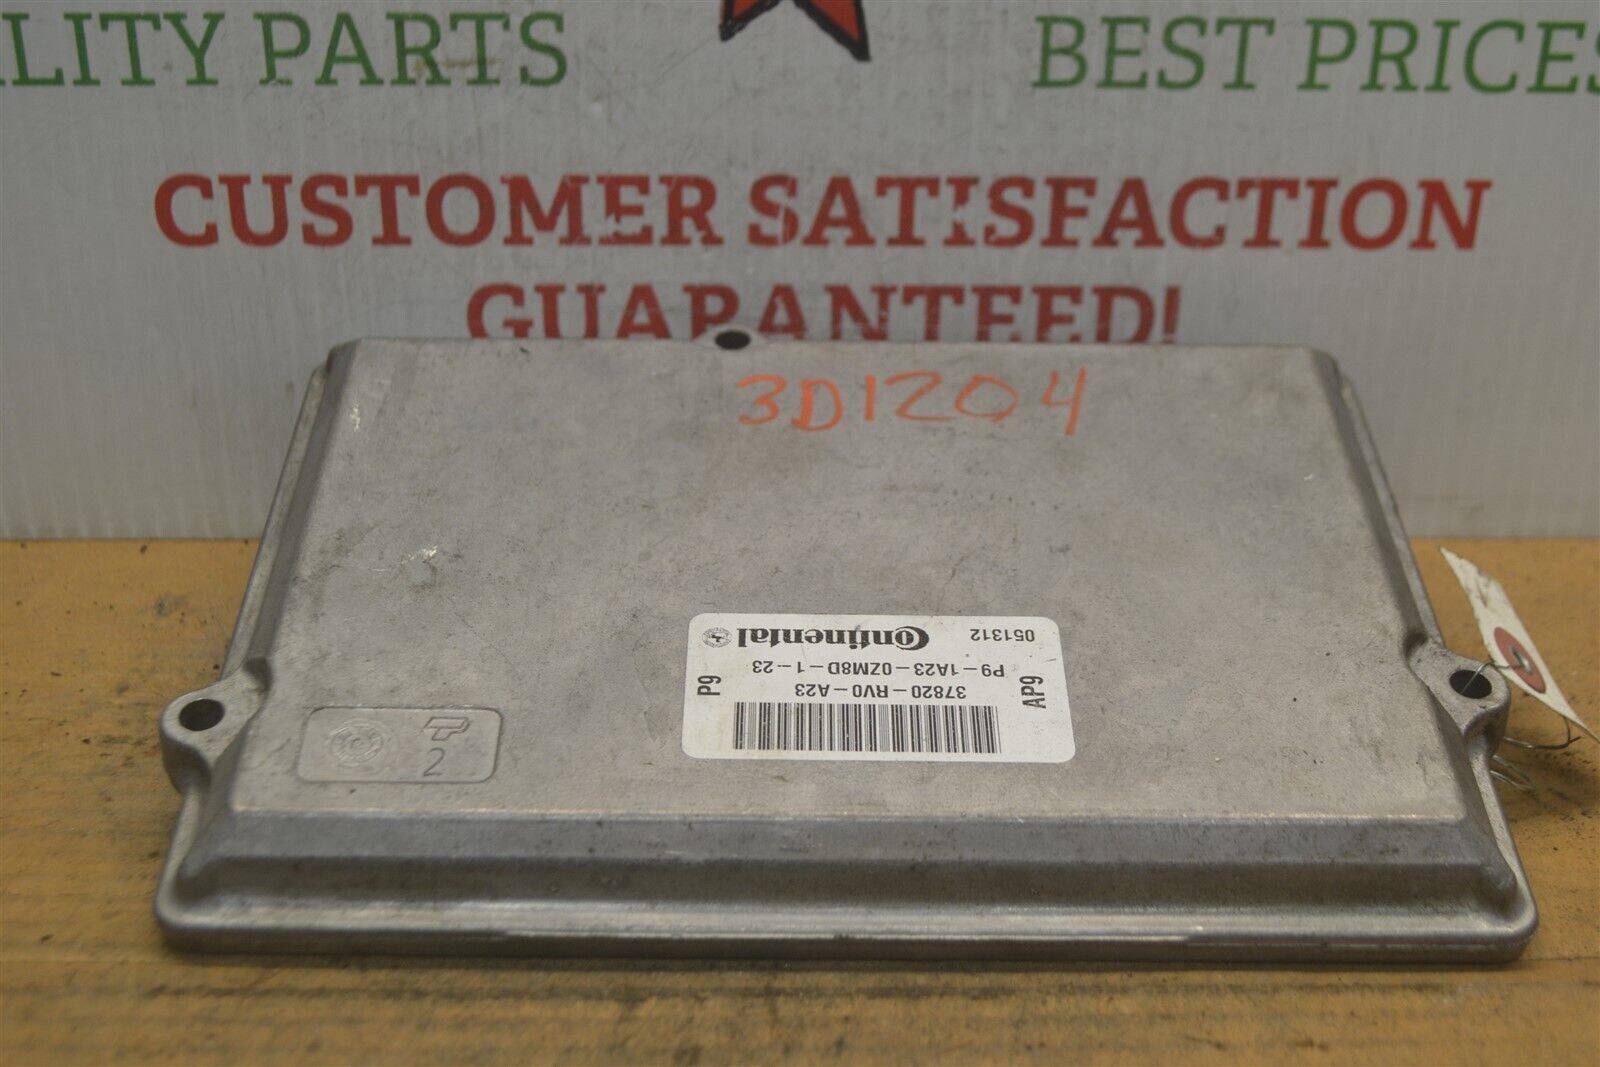 LITY PARTS
BEST PRICES
CUSTOMER SATISFACTION
GUARANTEED!
3D1204
Continental
051312
P9-1A23-0ZM8D-1-23
37820-RV0-A23
P9
AP9
2